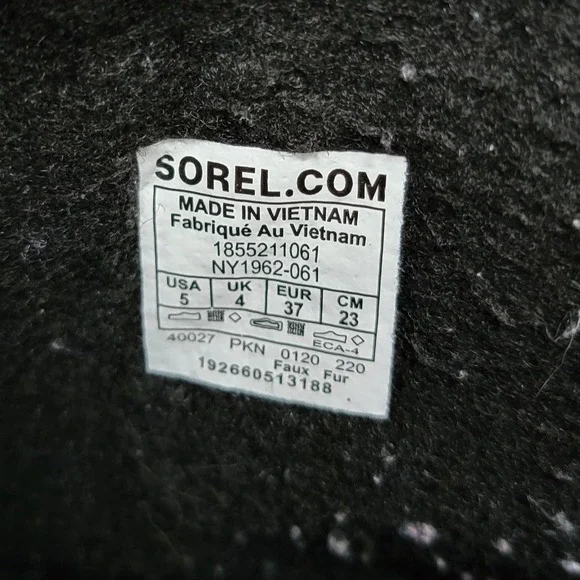 SOREL.COM
MADE IN VIETNAM
Fabriqué Au Vietnam
1855211061
NY1962-061
USA UK EUR CM
5 4 37 23
ECA-4
40027 PKN 0120 220
Faux Fur
192660513188